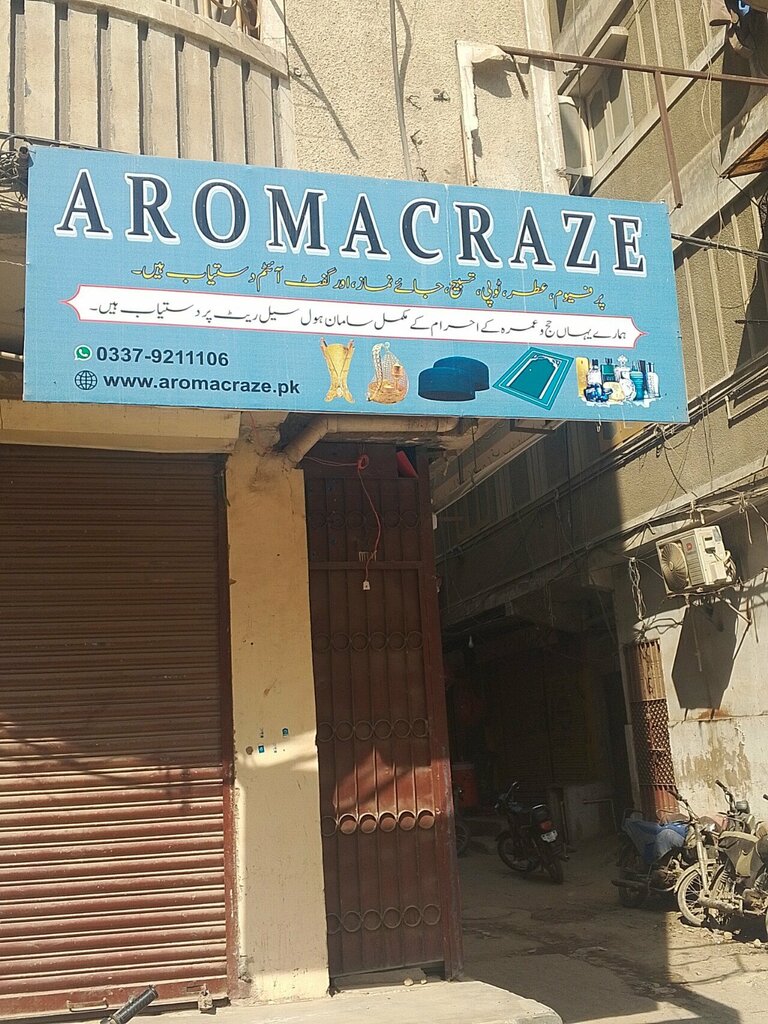 AROMACRAZE
پرفیوم، عطر، ٹوپی، تسبیح، جائے نماز، اور گفٹ آئٹم دستیاب ہیں۔
ہمارے یہاں حج و عمرہ کے احرام کے مکمل سامان ہول سیل ریٹ پر دستیاب ہیں۔
0337-9211106
www.aromacraze.pk